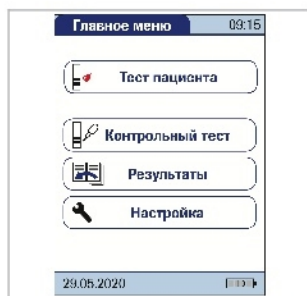 Главное меню 09:15
Тест пациента
Контрольный тест
Результаты
Настройка
29.05.2020